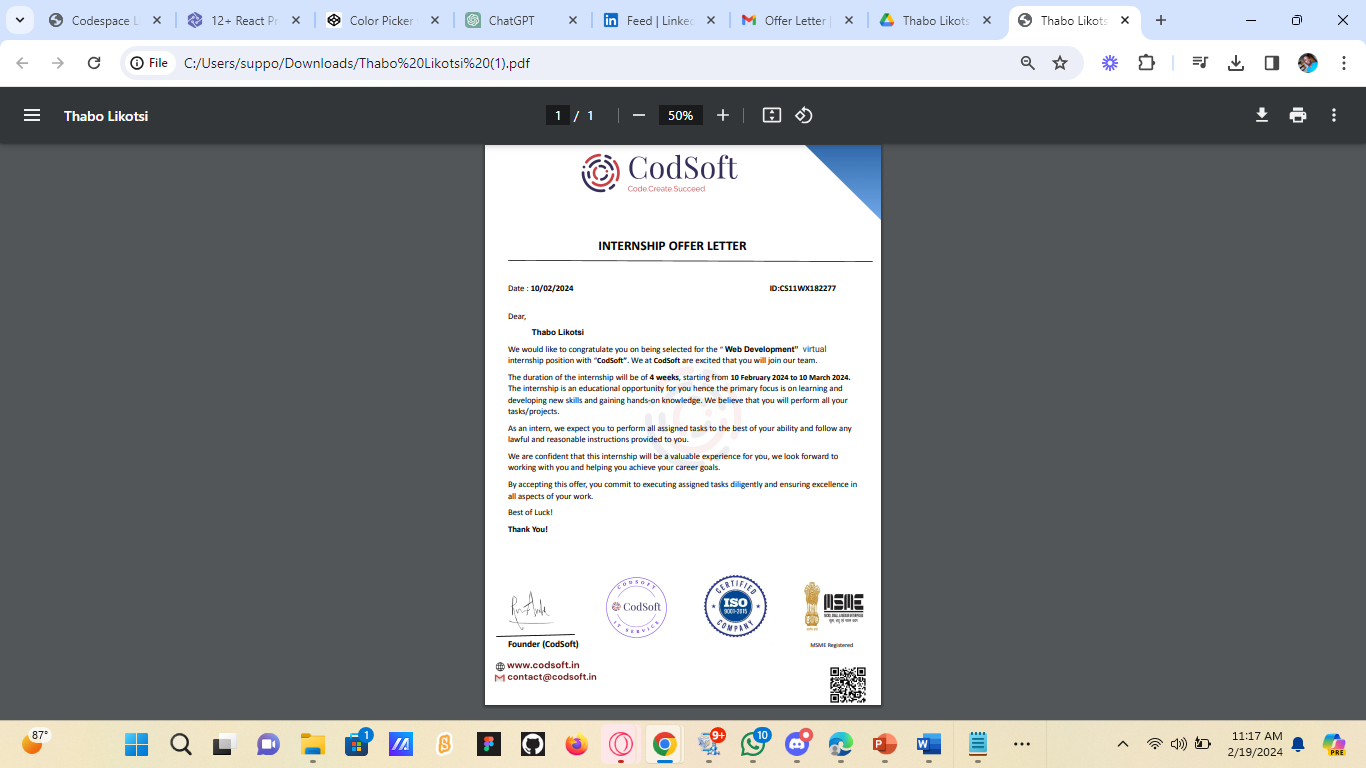 Codespace L
12+ React Pr
Color Picker
ChatGPT
Feed | Linked
Offer Letter
Thabo Likots
Thabo Likots
File
C:/Users/suppo/Downloads/Thabo%20Likotsi%20(1).pdf
Thabo Likotsi
1 / 1
50%
CodSoft
Code.Create.Succeed
INTERNSHIP OFFER LETTER
Date : 10/02/2024
ID:CS11WX182277
Dear,
Thabo Likotsi
We would like to congratulate you on being selected for the “ Web Development” virtual
internship position with “CodSoft”. We at CodSoft are excited that you will join our team.
The duration of the internship will be of 4 weeks, starting from 10 February 2024 to 10 March 2024.
The internship is an educational opportunity for you hence the primary focus is on learning and
developing new skills and gaining hands-on knowledge. We believe that you will perform all your
tasks/projects.
As an intern, we expect you to perform all assigned tasks to the best of your ability and follow any
lawful and reasonable instructions provided to you.
We are confident that this internship will be a valuable experience for you, we look forward to
working with you and helping you achieve your career goals.
By accepting this offer, you commit to executing assigned tasks diligently and ensuring excellence in
all aspects of your work.
Best of Luck!
Thank You!
CODSOFT
CodSoft
IT SERVICE
CERTIFIED
ISO
9001-2015
COMPANY
MSME
Founder (CodSoft)
MSME Registered
www.codsoft.in
contact@codsoft.in
87°
1
9+
10
PRE
11:17 AM
2/19/2024